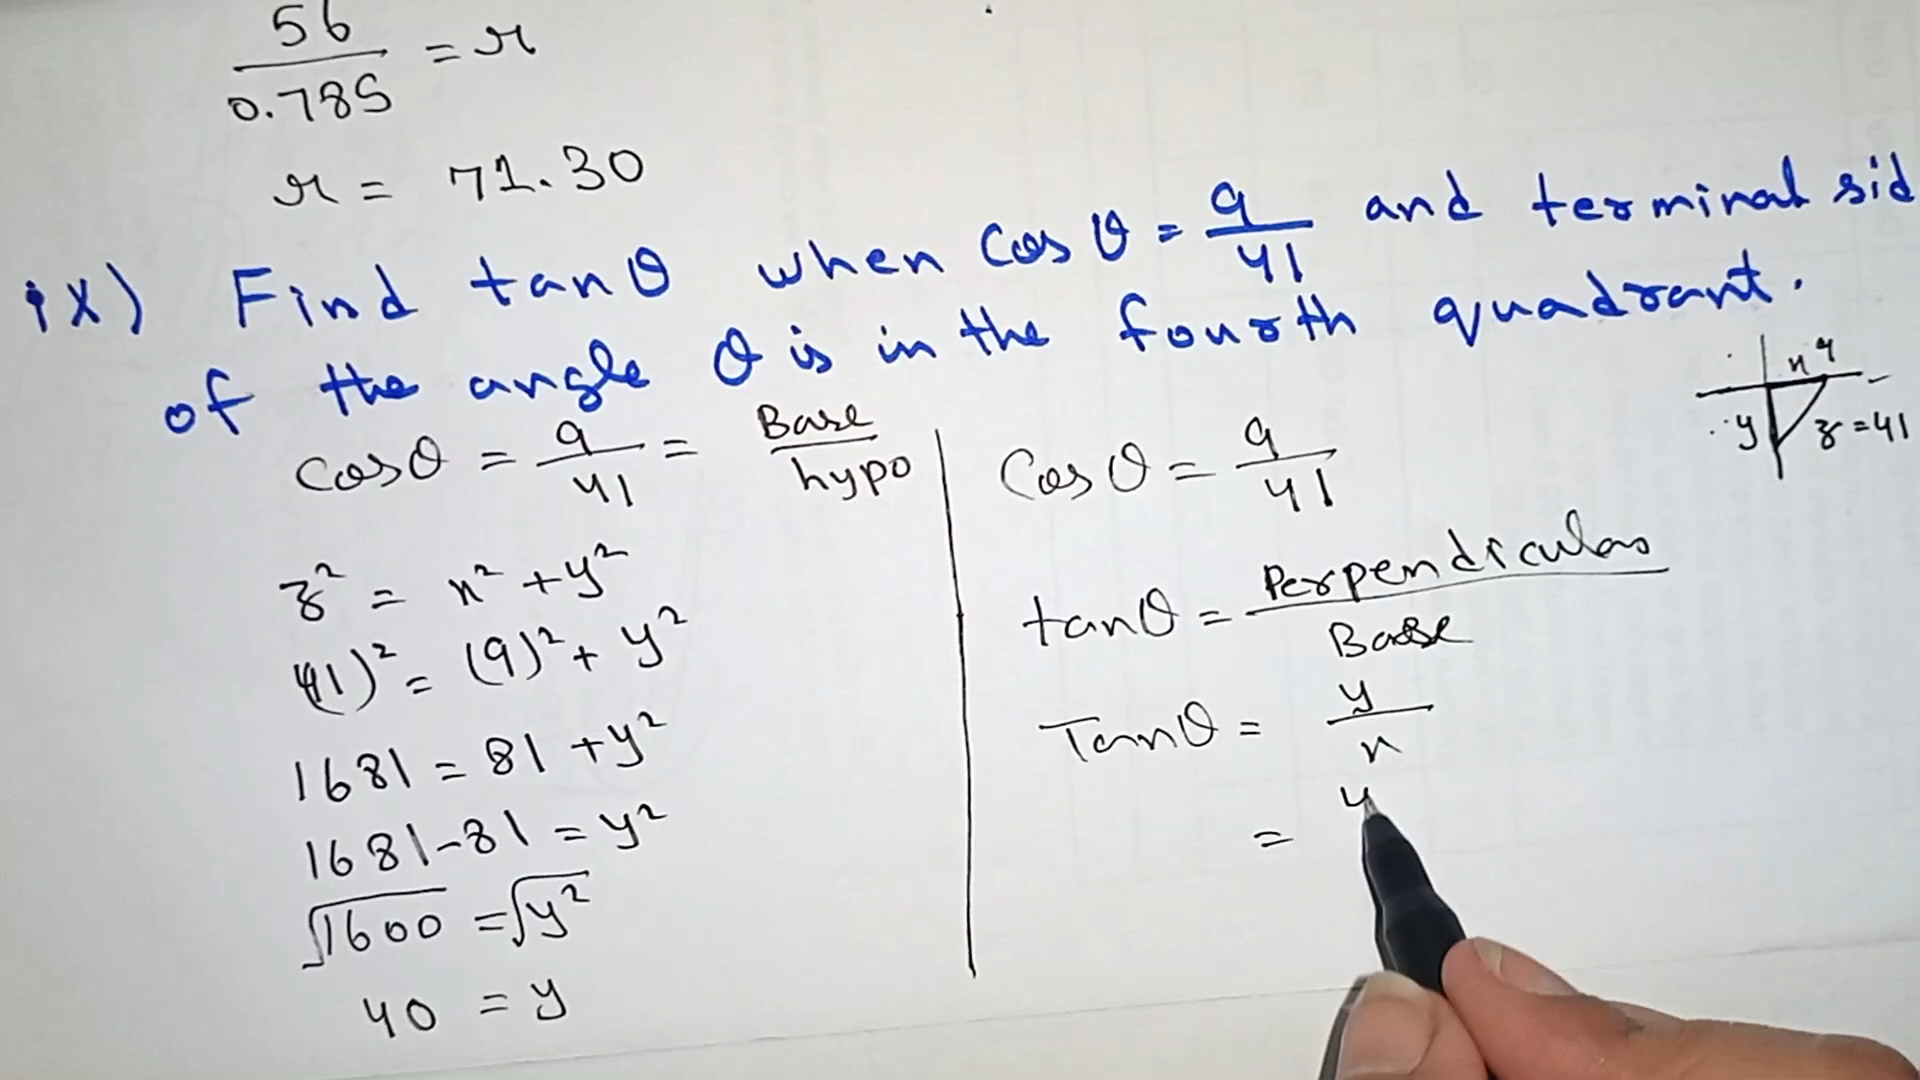 56/0.785 = r
r = 71.30
ix) Find tanθ when Cosθ = 9/41 and terminal sid
of the angle θ is in the fourth quadrant.
x 9
y z = 41
cosθ = 9/41 = Base/hypo
z² = x² + y²
(41)² = (9)² + y²
1681 = 81 + y²
1681-81 = y²
√1600 = √y²
40 = y
Cosθ = 9/41
tanθ = Perpendicular/Base
Tanθ = y/x
= 4